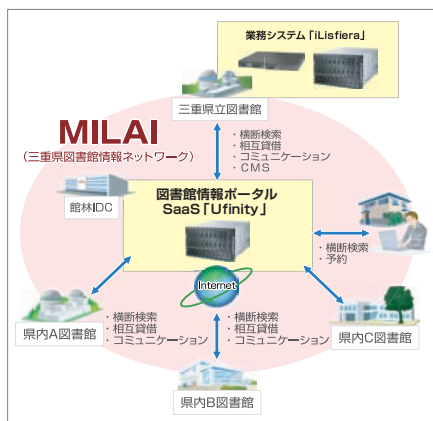 業務システム「iLisfiera」
三重県立図書館
MILAI
（三重県図書館情報ネットワーク）
・横断検索
・相互貸借
・コミュニケーション
・CMS
館林IDC
図書館情報ポータル
SaaS「Ufinity」
・横断検索
・予約
Internet
県内A図書館
・横断検索
・相互貸借
・コミュニケーション
・横断検索
・相互貸借
・コミュニケーション
県内C図書館
県内B図書館